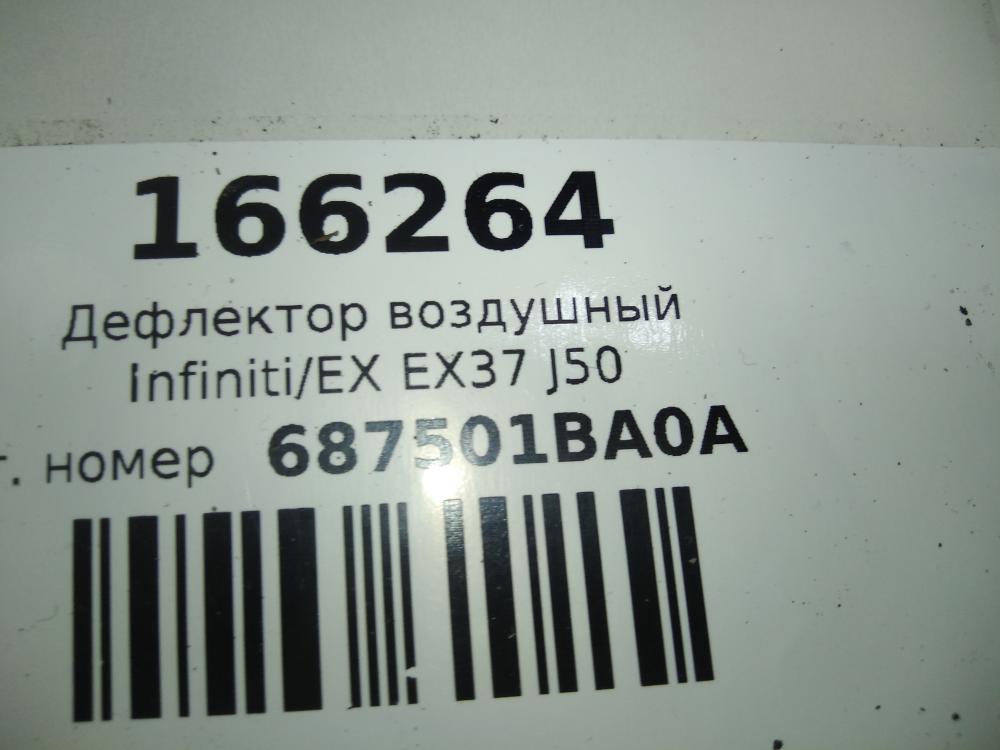 166264
Дефлектор воздушный
Infiniti/EX EX37 J50
г. номер 687501BA0A